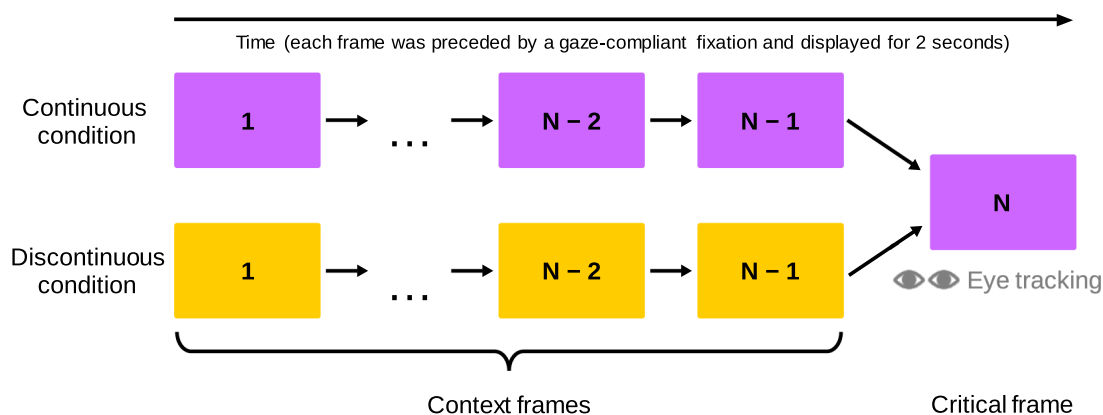 Time (each frame was preceded by a gaze-compliant fixation and displayed for 2 seconds)
Continuous
condition
1
...
N − 2
N − 1
N
Discontinuous
condition
1
...
N − 2
N − 1
Eye tracking
Context frames
Critical frame